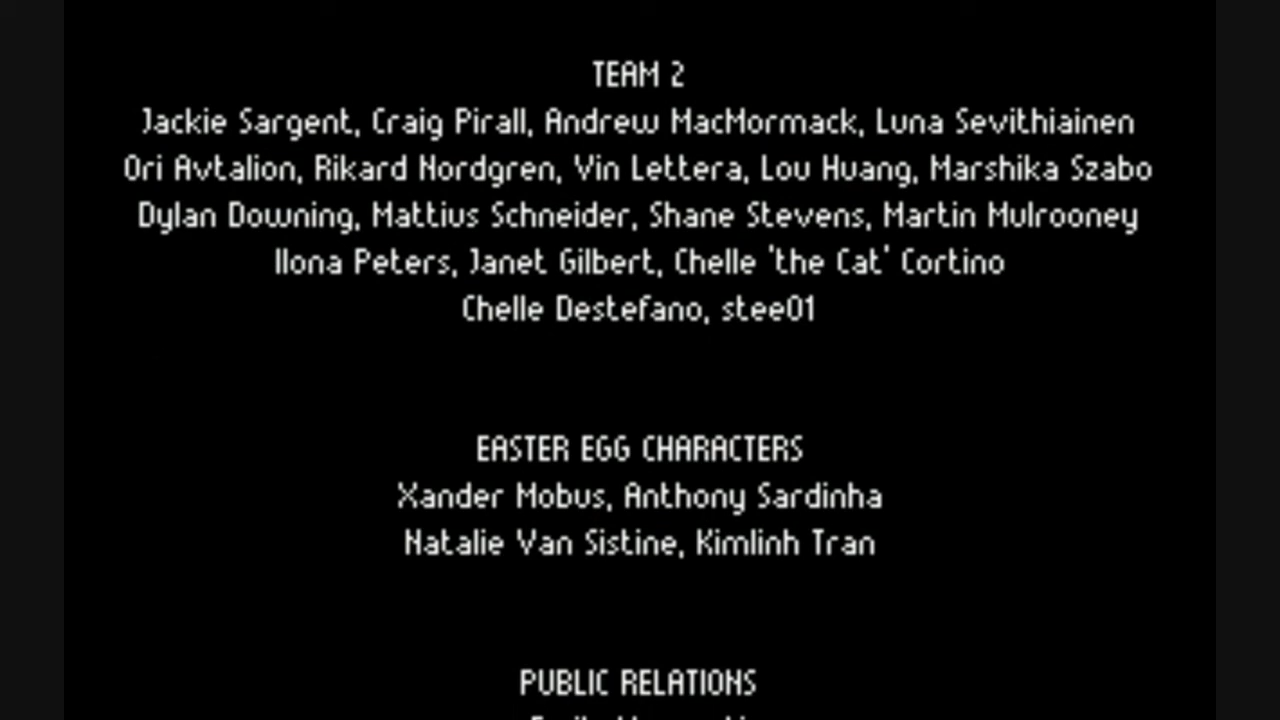 TEAM 2
Jackie Sargent, Craig Pirall, Andrew MacMormack, Luna Sevithiainen
Ori Avtalion, Rikard Nordgren, Vin Lettera, Lou Huang, Marshika Szabo
Dylan Downing, Mattius Schneider, Shane Stevens, Martin Mulrooney
Ilona Peters, Janet Gilbert, Chelle 'the Cat' Cortino
Chelle Destefano, stee01
EASTER EGG CHARACTERS
Xander Mobus, Anthony Sardinha
Natalie Van Sistine, Kimlinh Tran
PUBLIC RELATIONS